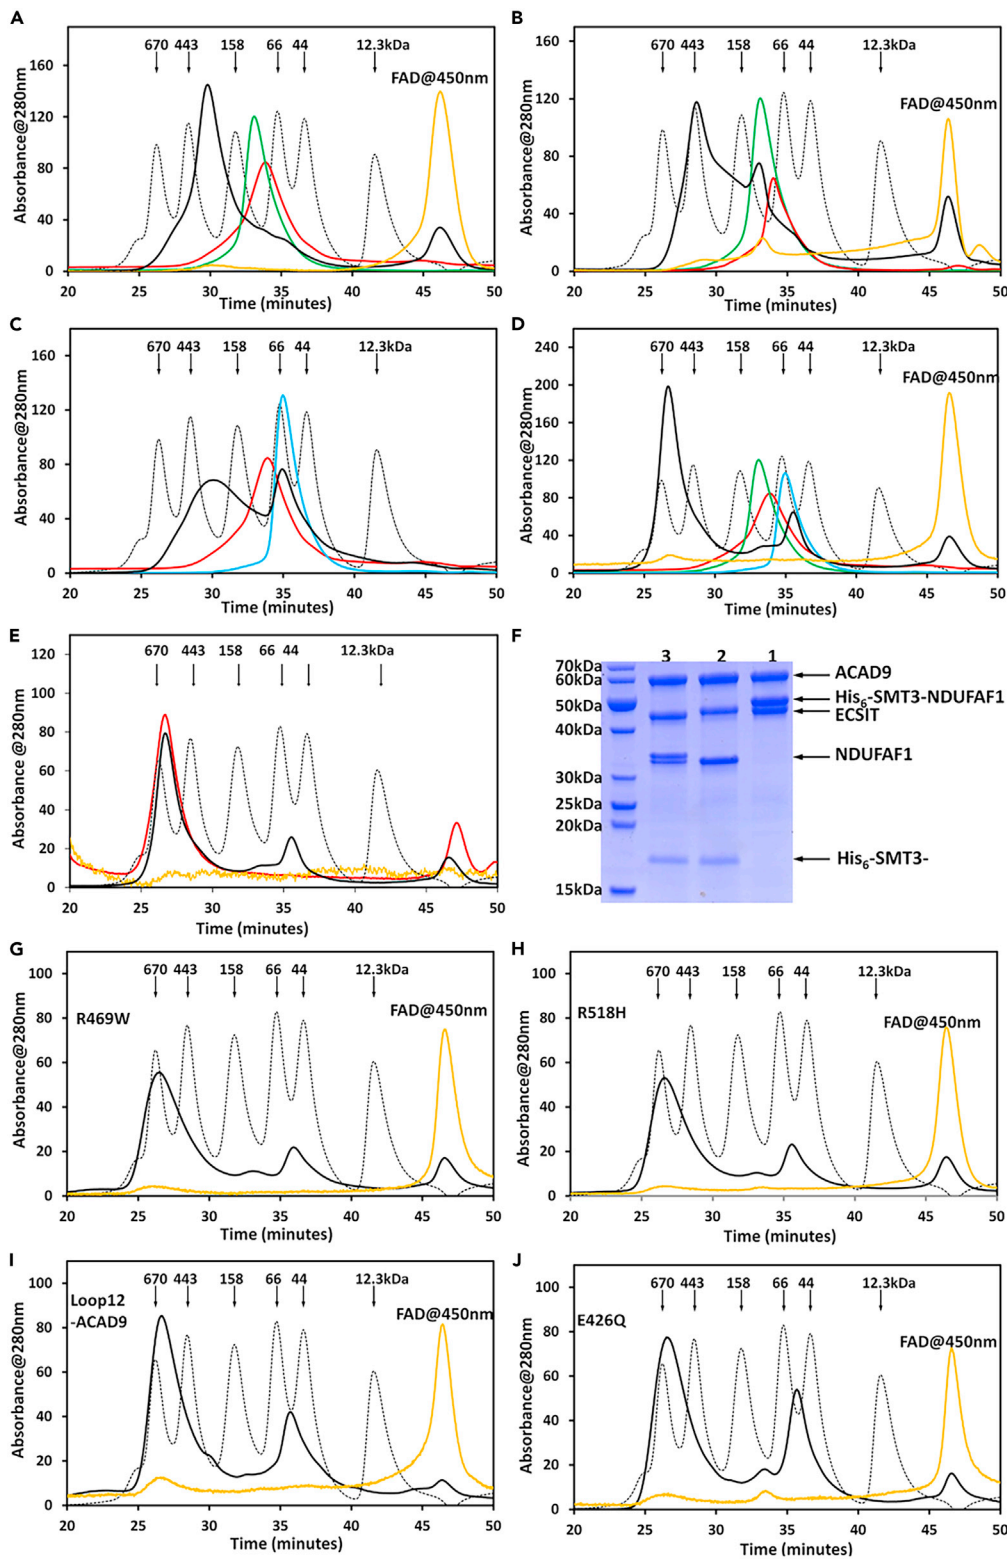 A
670 443 158 66 44 12.3kDa
FAD@450nm
Absorbance@280nm
160
120
80
40
0
20 25 30 35 40 45 50
Time (minutes)
B
670 443 158 66 44 12.3kDa
FAD@450nm
Absorbance@280nm
160
120
80
40
0
20 25 30 35 40 45 50
Time (minutes)
C
670 443 158 66 44 12.3kDa
Absorbance@280nm
180
160
120
80
40
0
20 25 30 35 40 45 50
Time (minutes)
D
670 443 158 66 44 12.3kDa
FAD@450nm
Absorbance@280nm
240
200
160
120
80
40
0
20 25 30 35 40 45 50
Time (minutes)
E
670 443 158 66 44 12.3kDa
Absorbance @280nm
120
100
80
60
40
20
0
20 25 30 35 40 45 50
Time (minutes)
F
3 2 1
70kDa
60kDa
50kDa
40kDa
30kDa
25kDa
20kDa
15kDa
ACAD9
His6-SMT3-NDUFAF1
ECSIT
NDUFAF1
His6-SMT3-
G
670 443 158 66 44 12.3kDa
R469W
FAD@450nm
Absorbance@280nm
100
80
60
40
20
0
20 25 30 35 40 45 50
Time (minutes)
H
670 443 158 66 44 12.3kDa
R518H
FAD@450nm
Absorbance@280nm
100
80
60
40
20
0
20 25 30 35 40 45 50
Time (minutes)
I
670 443 158 66 44 12.3kDa
Loop12
-ACAD9
FAD@450nm
Absorbance@280nm
100
80
60
40
20
0
20 25 30 35 40 45 50
Time (minutes)
J
670 443 158 66 44 12.3kDa
E426Q
FAD@450nm
Absorbance@280nm
100
80
60
40
20
0
20 25 30 35 40 45 50
Time (minutes)